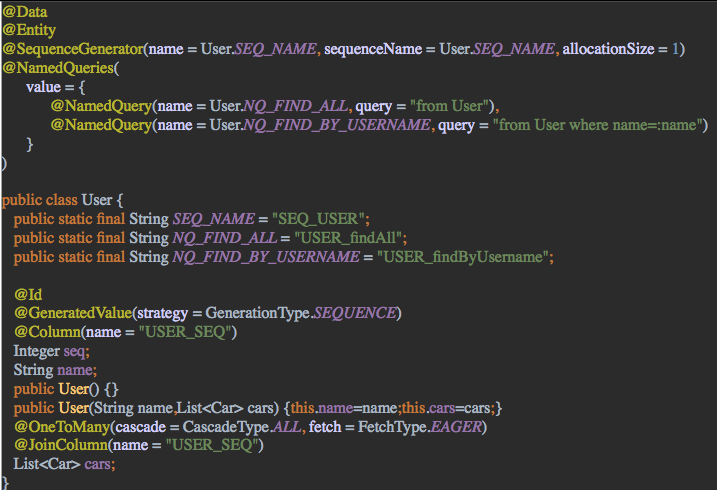 @Data
@Entity
@SequenceGenerator(name = User.SEQ_NAME, sequenceName = User.SEQ_NAME, allocationSize = 1)
@NamedQueries(
value = {
@NamedQuery(name = User.NQ_FIND_ALL, query = "from User"),
@NamedQuery(name = User.NQ_FIND_BY_USERNAME, query = "from User where name=:name")
}
)
public class User {
public static final String SEQ_NAME = "SEQ_USER";
public static final String NQ_FIND_ALL = "USER_findAll";
public static final String NQ_FIND_BY_USERNAME = "USER_findByUsername";
@Id
@GeneratedValue(strategy = GenerationType.SEQUENCE)
@Column(name = "USER_SEQ")
Integer seq;
String name;
public User() {}
public User(String name,List<Car> cars) {this.name=name;this.cars=cars;}
@OneToMany(cascade = CascadeType.ALL, fetch = FetchType.EAGER)
@JoinColumn(name = "USER_SEQ")
List<Car> cars;
}